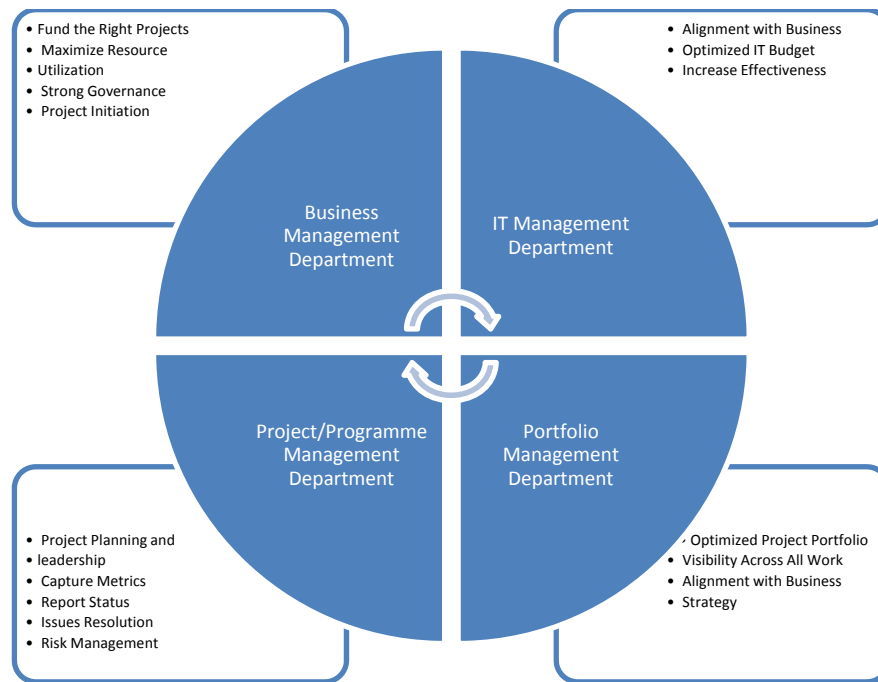 • Fund the Right Projects
• Maximize Resource
• Utilization
• Strong Governance
• Project Initiation
• Alignment with Business
• Optimized IT Budget
• Increase Effectiveness
Business
Management
Department
IT Management
Department
Project/Programme
Management
Department
Portfolio
Management
Department
• Project Planning and
• leadership
• Capture Metrics
• Report Status
• Issues Resolution
• Risk Management
• Optimized Project Portfolio
• Visibility Across All Work
• Alignment with Business
• Strategy